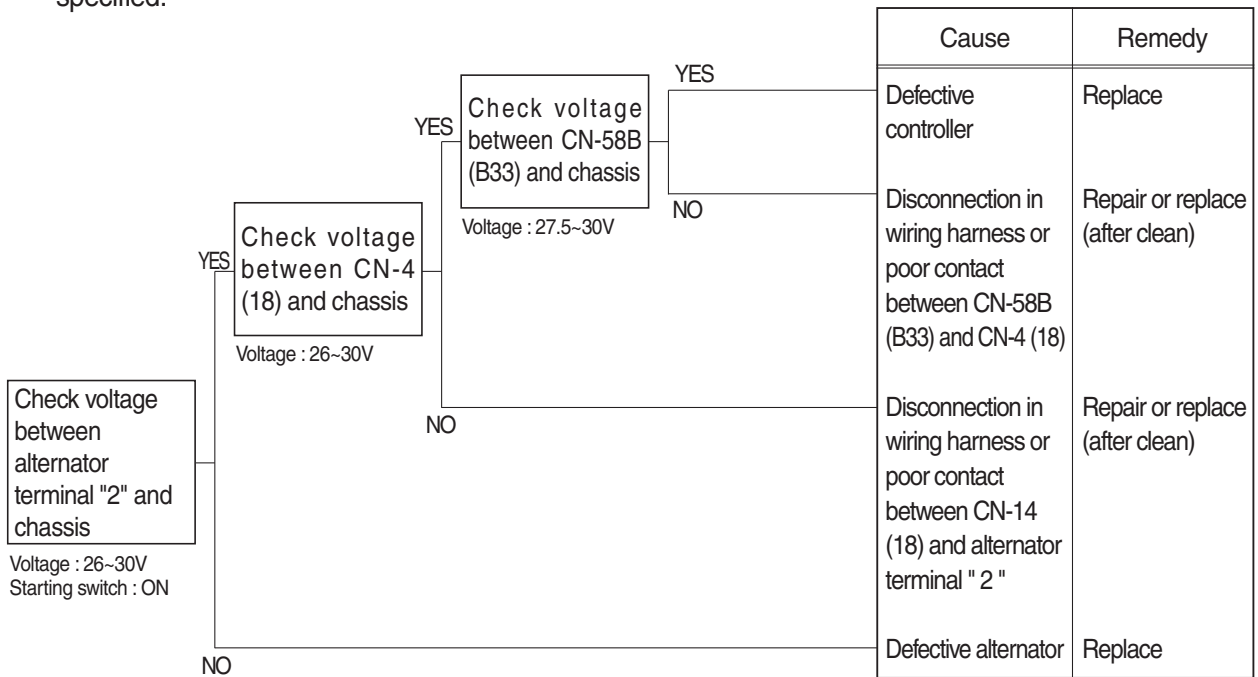 specified.
Cause
Remedy
YES
Defective
controller
Replace
YES
Check voltage
between CN-58B
(B33) and chassis
NO
Voltage : 27.5~30V
Disconnection in
wiring harness or
poor contact
between CN-58B
(B33) and CN-4 (18)
Repair or replace
(after clean)
YES
Check voltage
between CN-4
(18) and chassis
Voltage : 26~30V
NO
Disconnection in
wiring harness or
poor contact
between CN-14
(18) and alternator
terminal " 2 "
Repair or replace
(after clean)
Check voltage
between
alternator
terminal "2" and
chassis
Voltage : 26~30V
Starting switch : ON
NO
Defective alternator
Replace